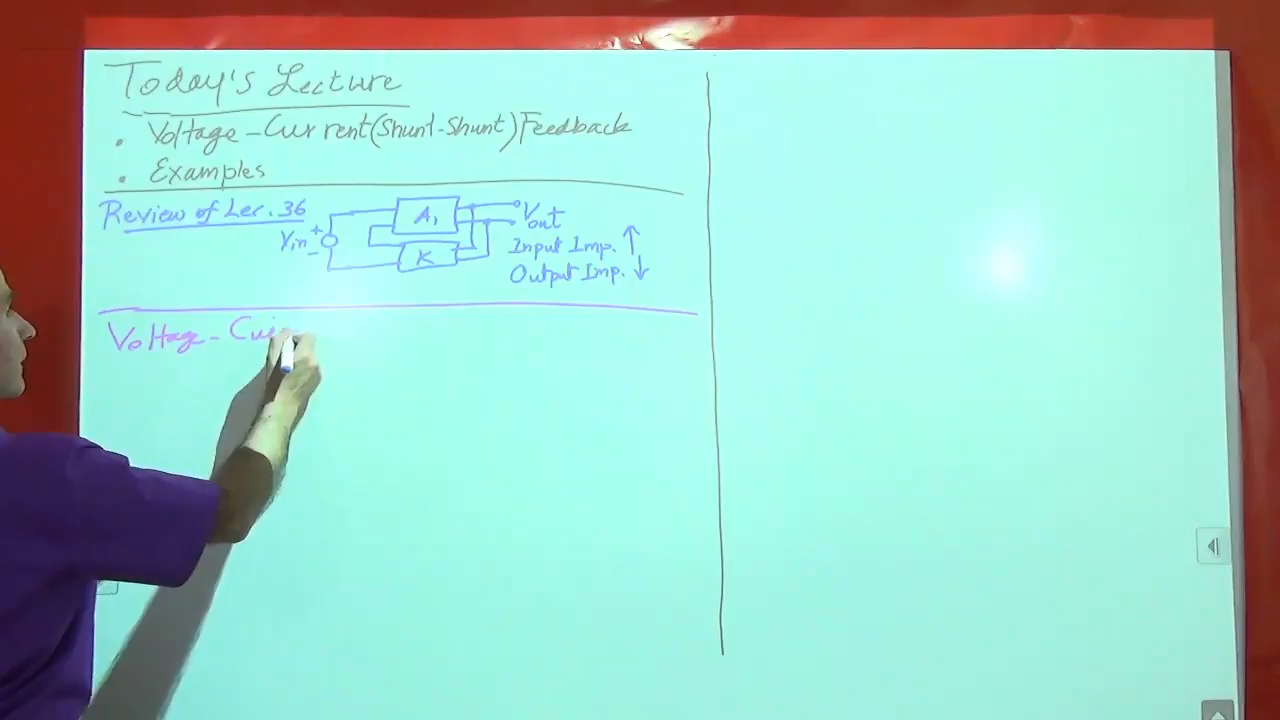 Today's Lecture
• Voltage-Current (Shunt-Shunt) Feedback
• Examples
Review of Lec. 36
Vin + -
A1
K
Vout
Input Imp. ↑
Output Imp. ↓
Voltage-Cur